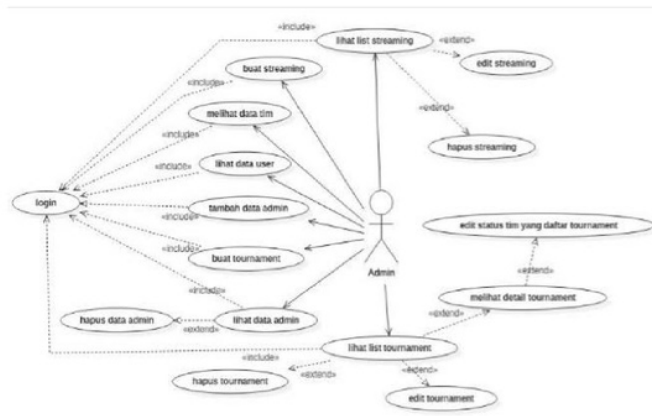 «include»
lihat list streaming
«extend»
edit streaming
buat streaming
«include»
melihat data tim
«extend»
«include»
hapus streaming
lihat data user
«include»
login
tambah data admin
«include»
edit status tim yang daftar tournament
buat tournament
«include»
Admin
«extend»
«include»
melihat detail tournament
hapus data admin
lihat data admin
«extend»
«extend»
lihat list tournament
«include»
hapus tournament
«extend»
«extend»
edit tournament